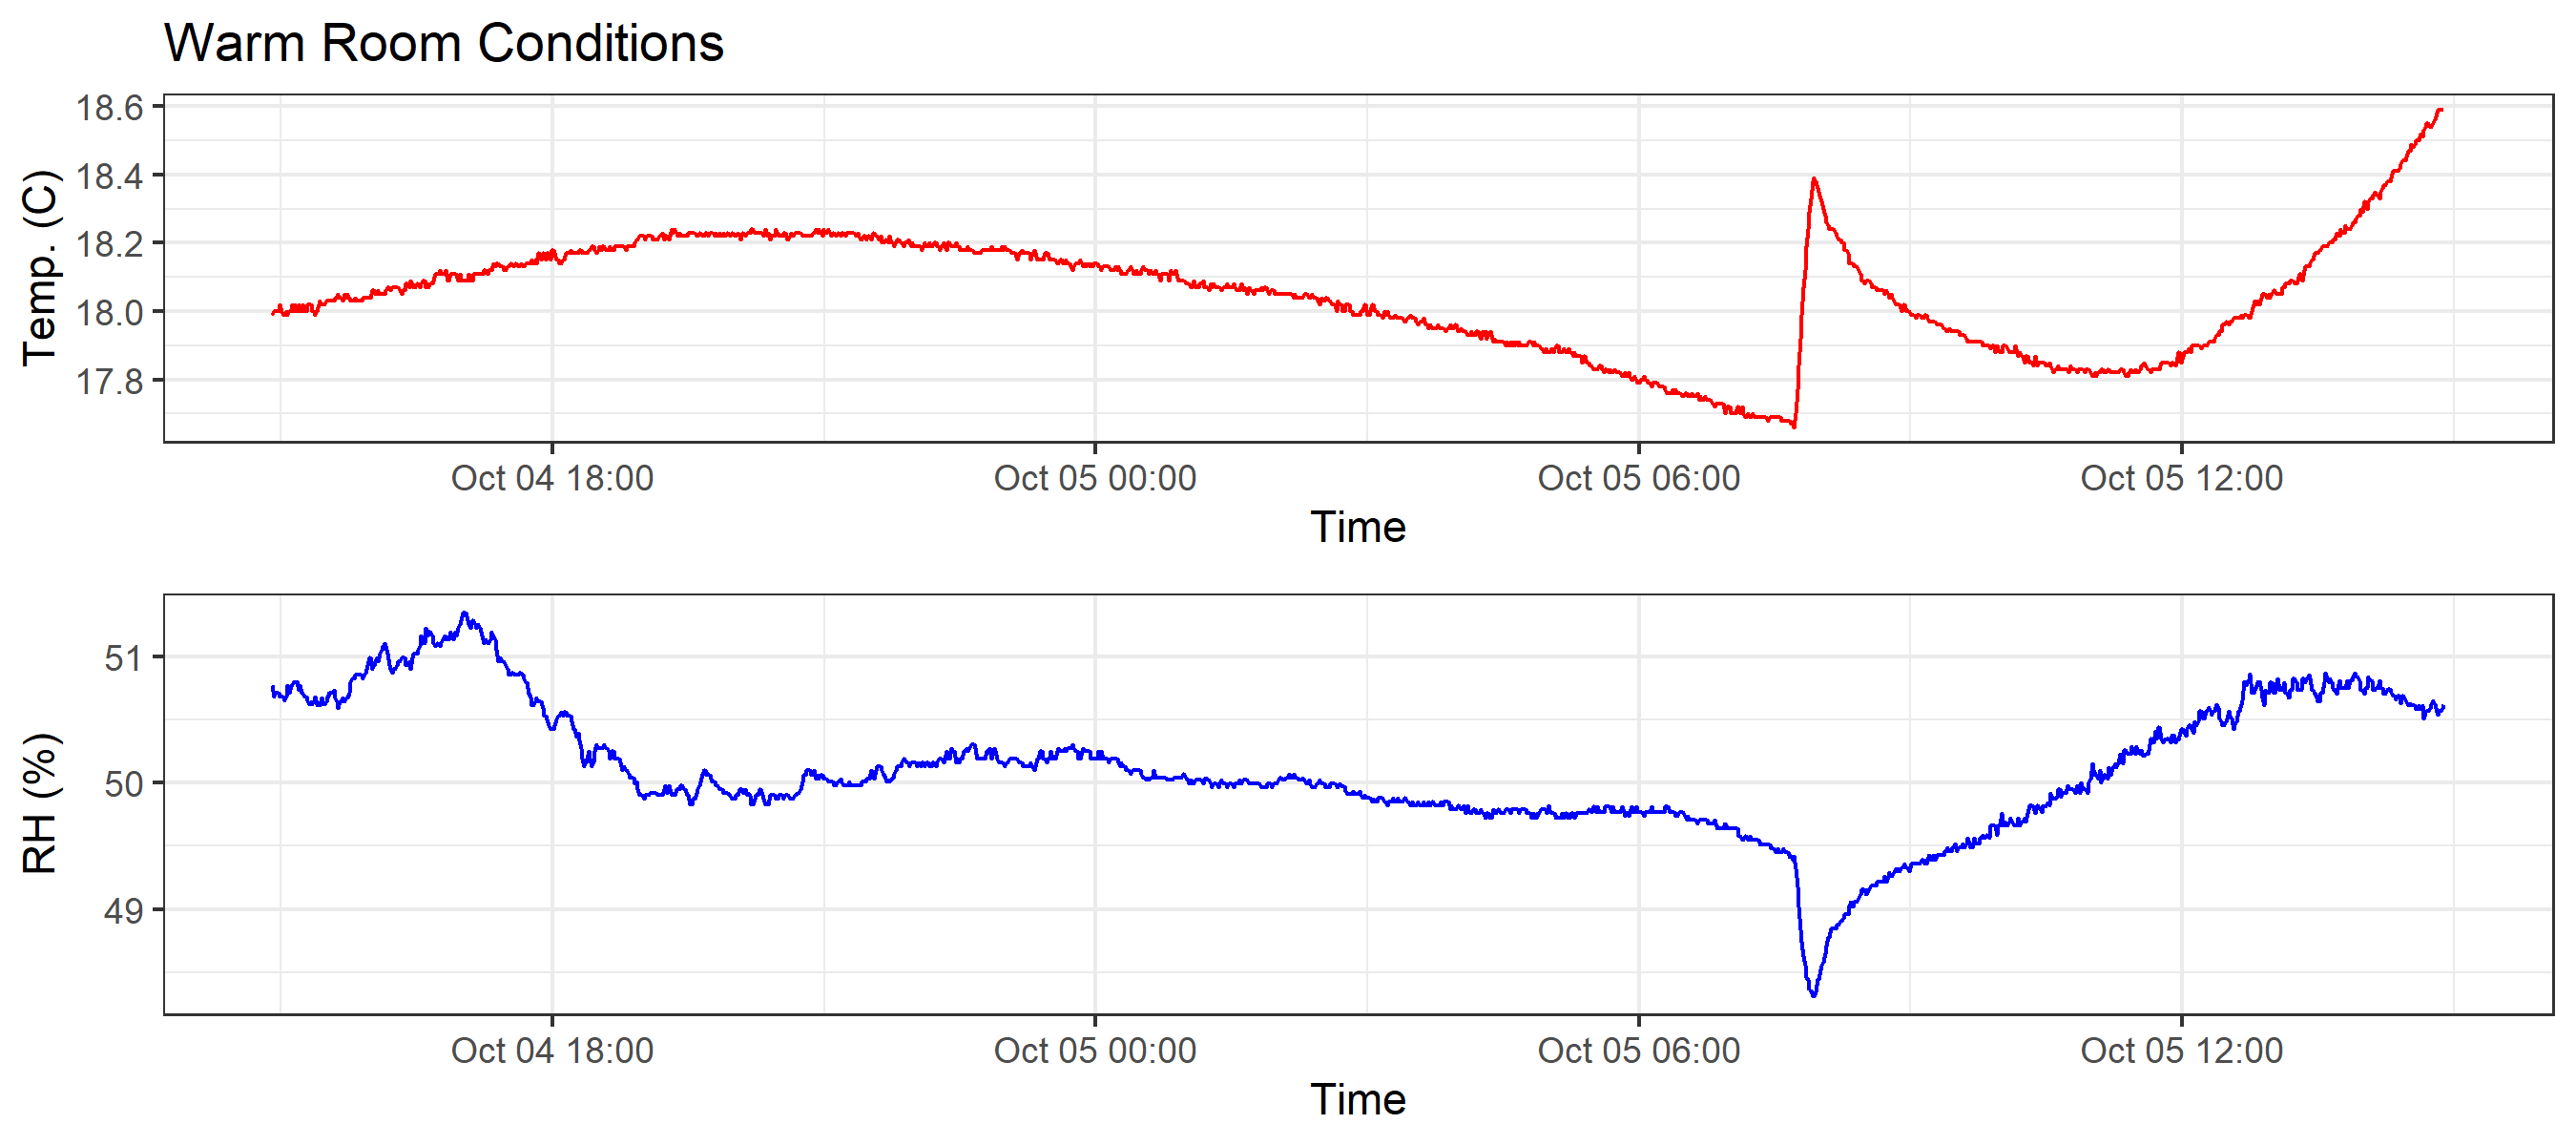 Warm Room Conditions
18.6
18.4
18.2
18.0
17.8
Temp. (C)
Oct 04 18:00 Oct 05 00:00 Oct 05 06:00 Oct 05 12:00
Time
51
50
49
RH (%)
Oct 04 18:00 Oct 05 00:00 Oct 05 06:00 Oct 05 12:00
Time